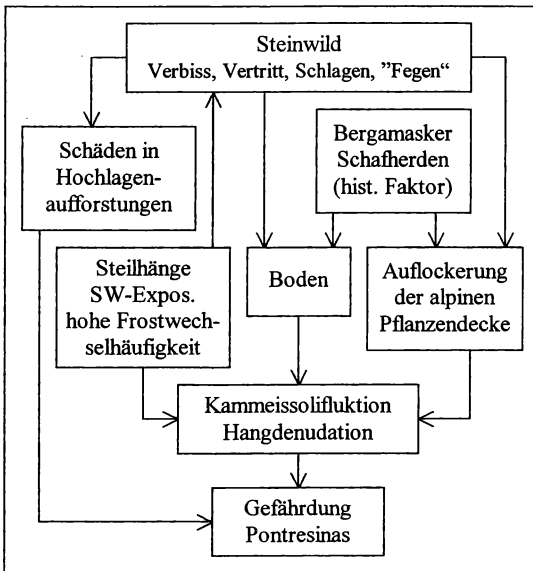 Steinwild
Verbiss, Vertritt, Schlagen, ”Fegen“
Schäden in
Hochlagen-
aufforstungen
Bergamasker
Schafherden
(hist. Faktor)
Steilhänge
SW-Expos.
hohe Frostwech-
selhäufigkeit
Boden
Auflockerung
der alpinen
Pflanzendecke
Kammeissolifluktion
Hangdenudation
Gefährdung
Pontresinas